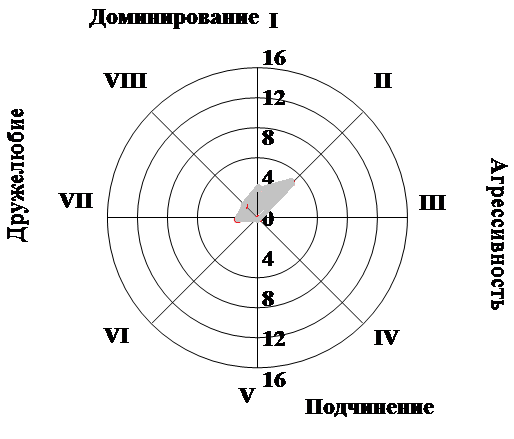 Доминирование I
16
VIII
II
12
8
Дружелюбие
4
VII
III
0
Агрессивность
4
8
VI
IV
12
16
V
Подчинение